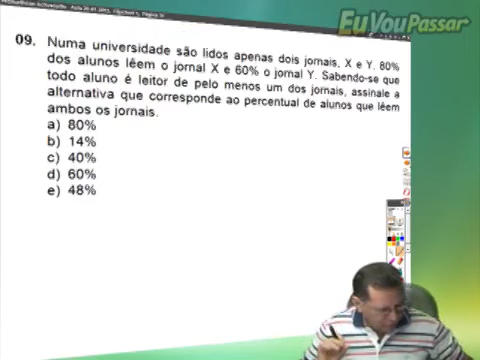 EuVouPassar
09. Numa universidade são lidos apenas dois jornais, X e Y. 80%
dos alunos lêem o jornal X e 60% o jornal Y. Sabendo-se que
todo aluno é leitor de pelo menos um dos jornais, assinale a
alternativa que corresponde ao percentual de alunos que lêem
ambos os jornais.
a) 80%
b) 14%
c) 40%
d) 60%
e) 48%